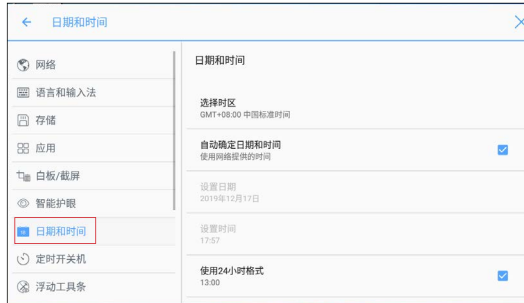 日期和时间
网络
语言和输入法
存储
应用
白板/截屏
智能护眼
日期和时间
定时开关机
浮动工具条
日期和时间
选择时区
GMT+08:00 中国标准时间
自动确定日期和时间
使用网络提供的时间
设置日期
2019年12月17日
设置时间
17:57
使用24小时格式
13:00